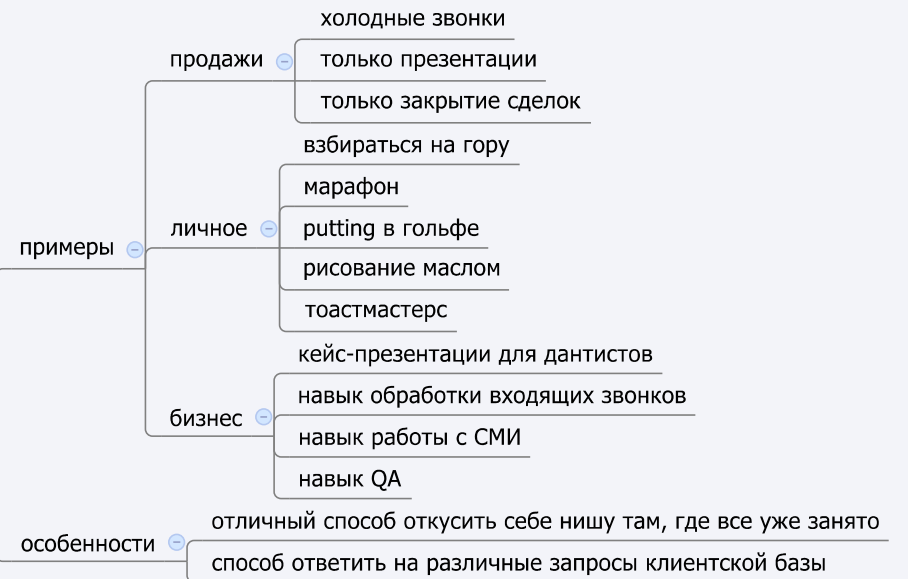 примеры
продажи
холодные звонки
только презентации
только закрытие сделок
личное
взбираться на гору
марафон
putting в гольфе
рисование маслом
тоастмастерс
бизнес
кейс-презентации для дантистов
навык обработки входящих звонков
навык работы с СМИ
навык QA
особенности
отличный способ откусить себе нишу там, где все уже занято
способ ответить на различные запросы клиентской базы